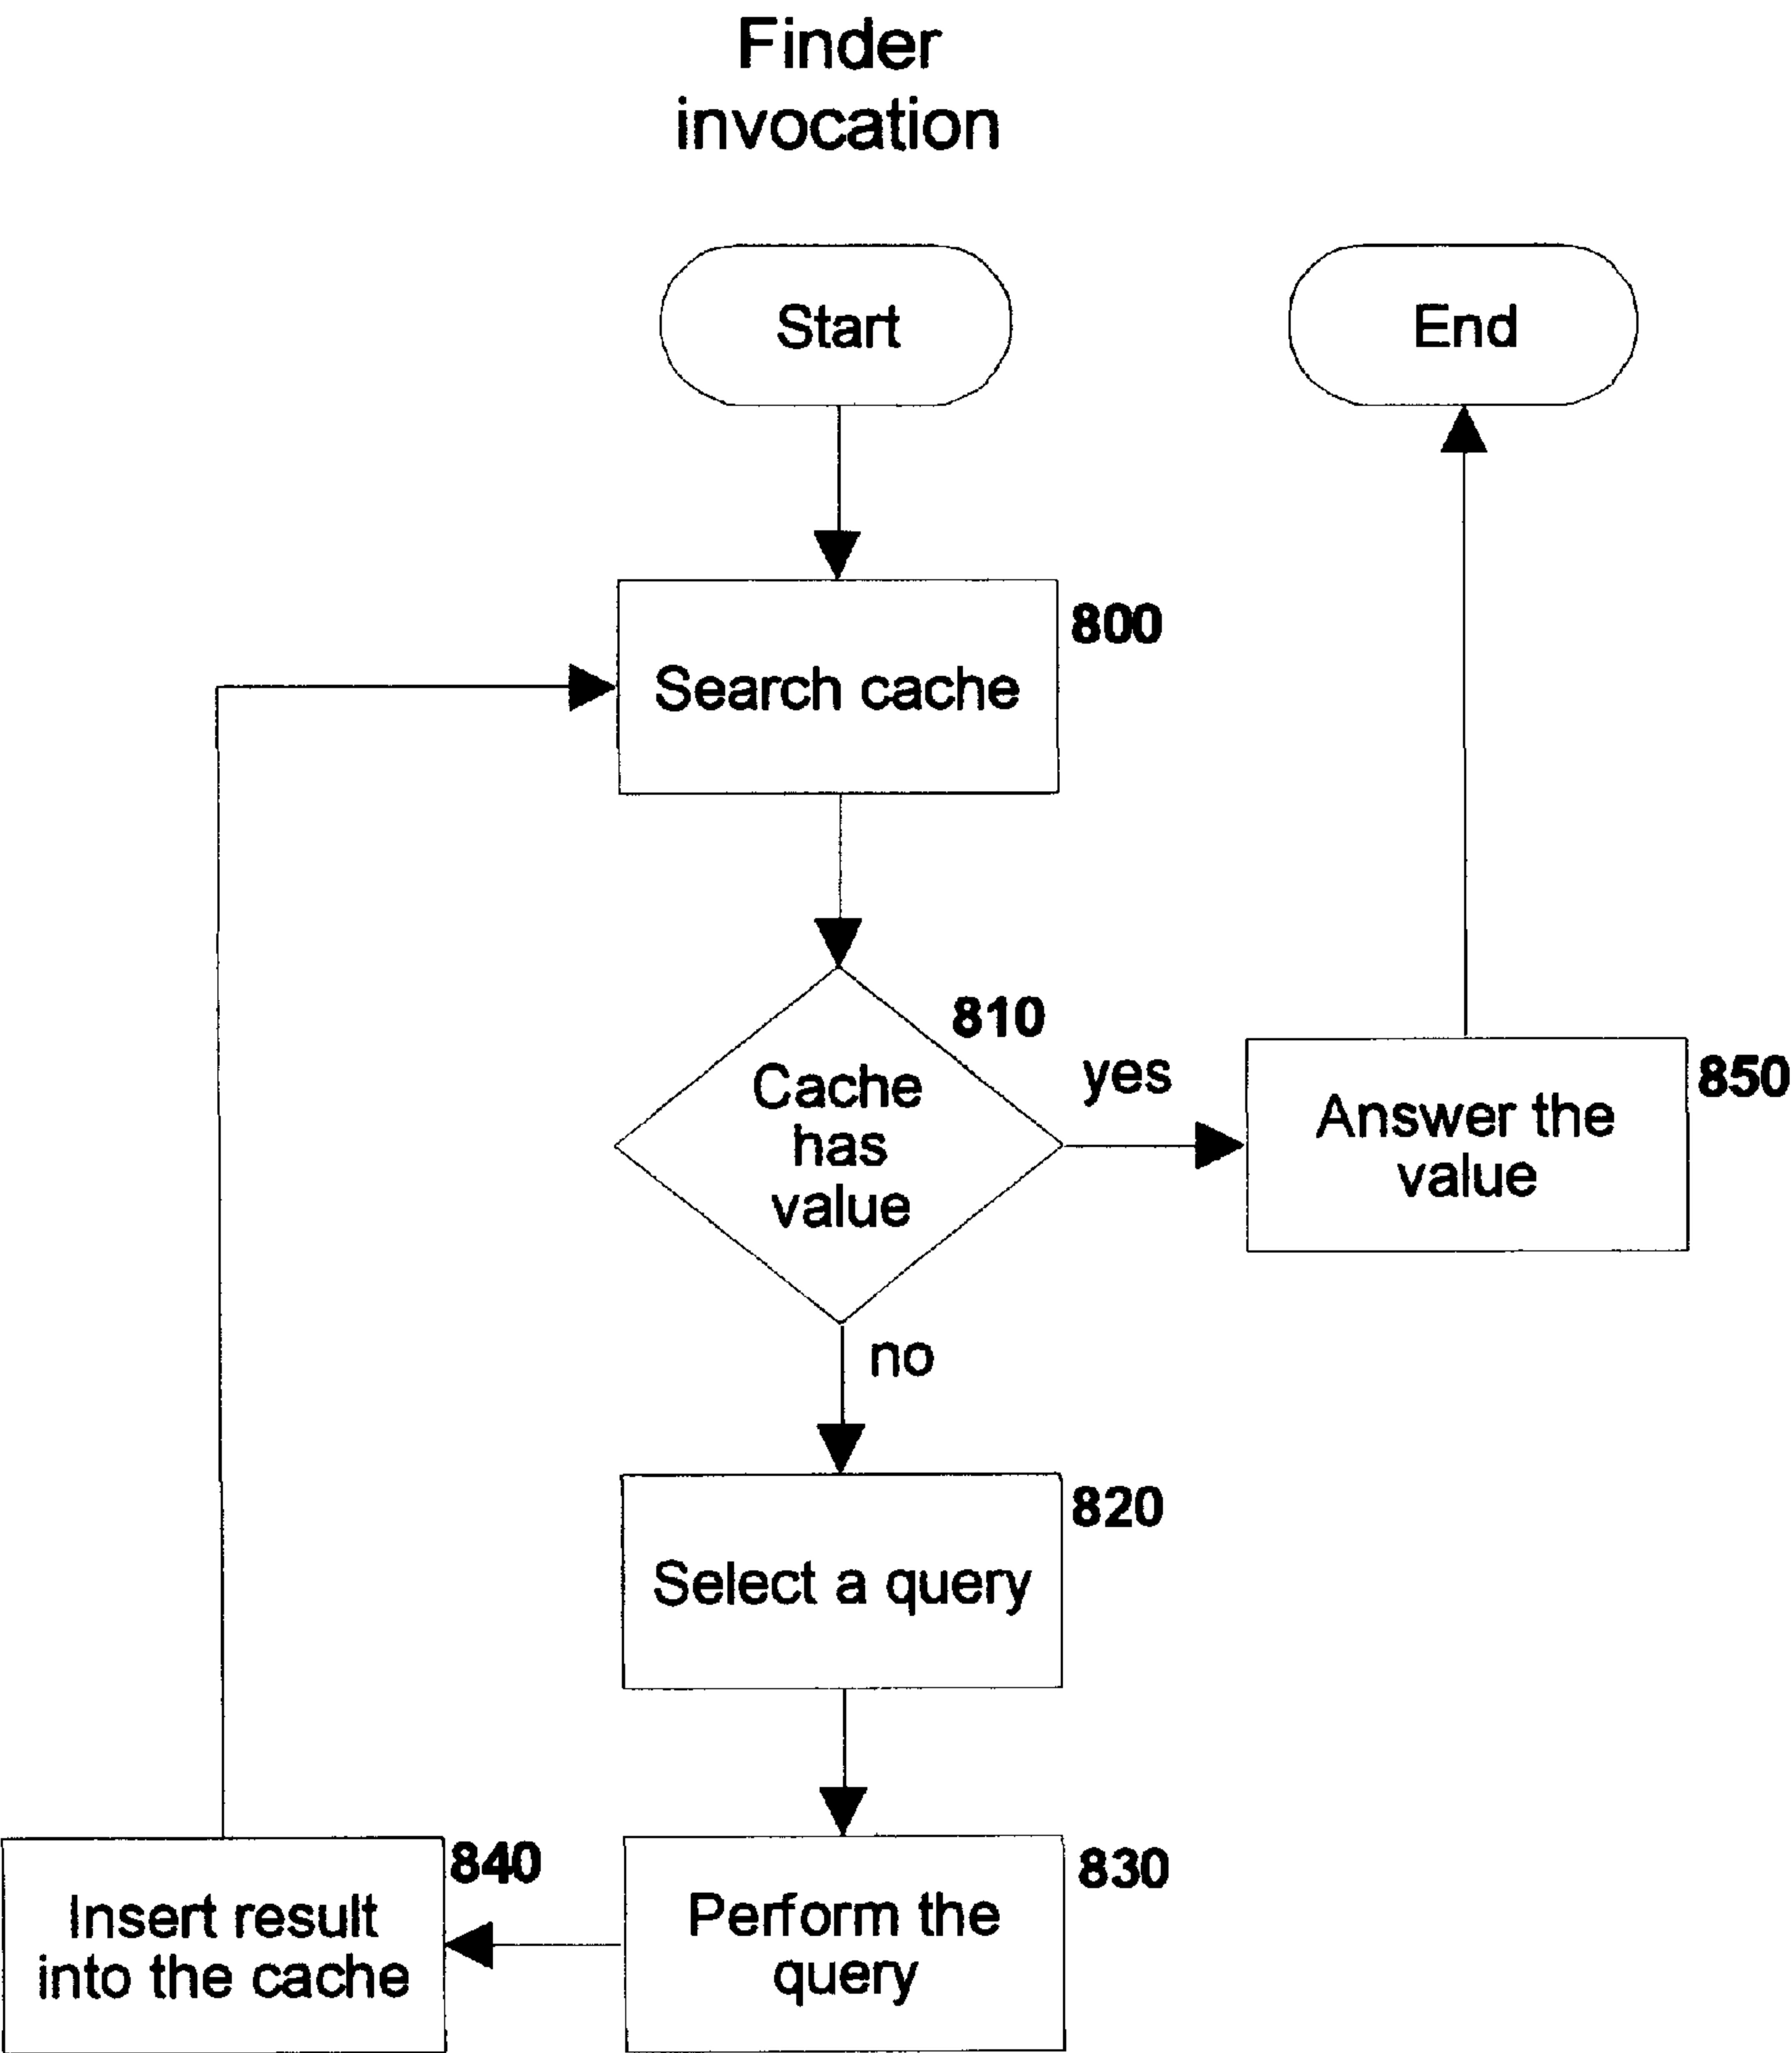 Finder
invocation
Start
End
800
Search cache
810
Cache
has
value
yes
850
Answer the
value
no
820
Select a query
840
Insert result
into the cache
830
Perform the
query